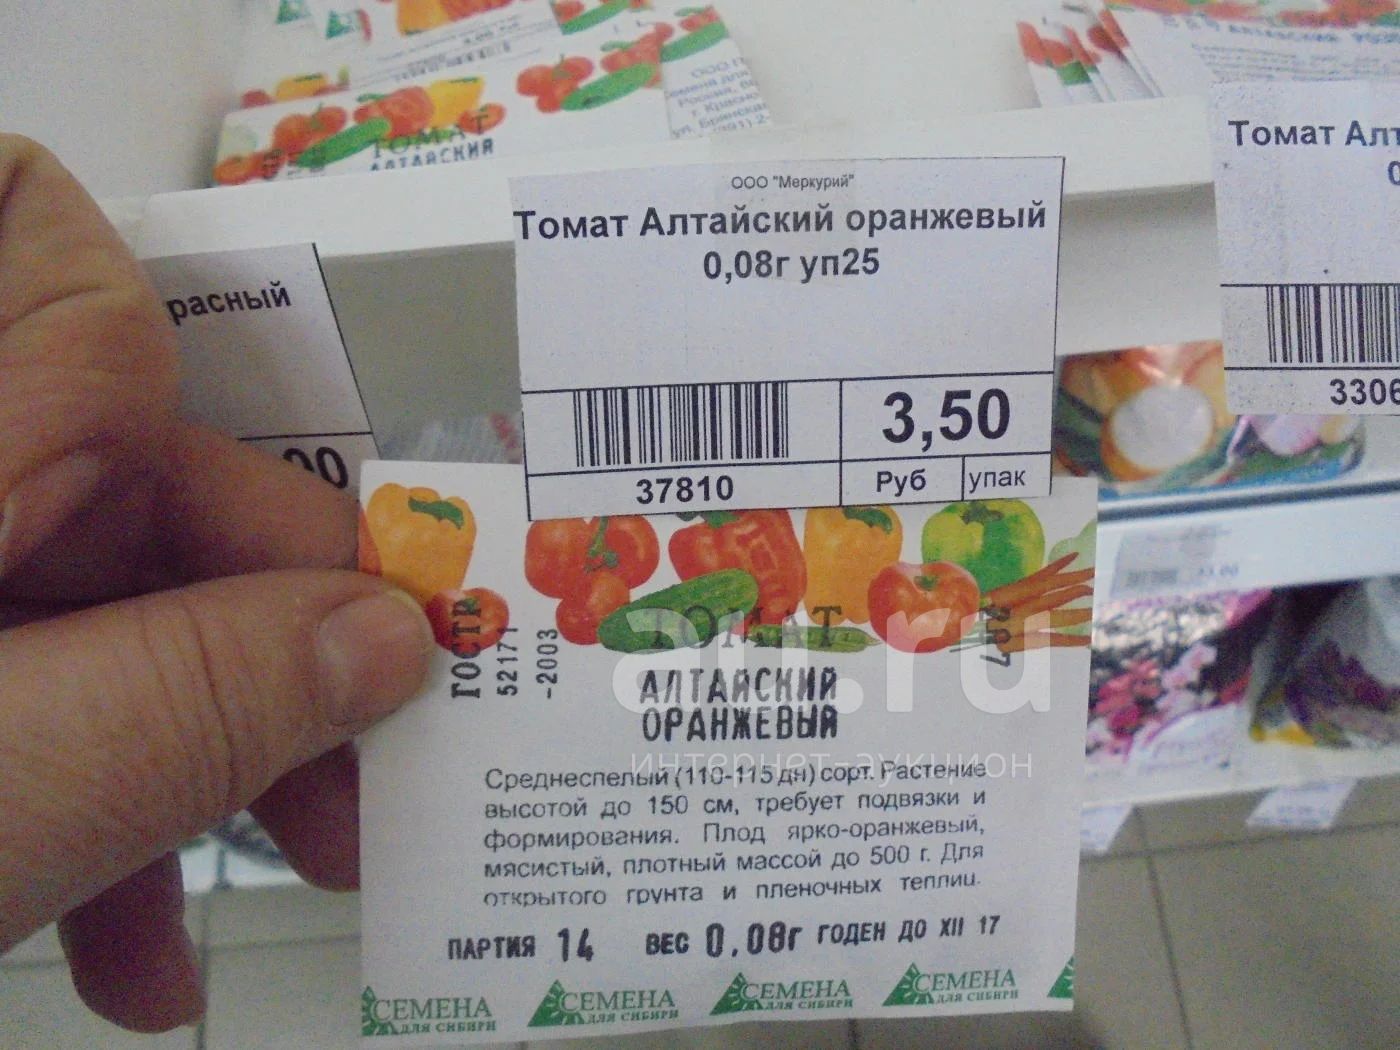 ТОМАТ
АЛТАЙСКИЙ
ООО "Меркурий"
Томат Алтайский оранжевый
0,08г уп25
3,50
37810
Руб
упак
расный
00
Томат Алт
3306
ГОСТР
52171
-2003
ТОМАТ
АЛТАЙСКИЙ
ОРАНЖЕВЫЙ
au.ru
интернет-аукцион
Среднеспелый (110-115 дн) сорт. Растение
высотой до 150 см, требует подвязки и
формирования. Плод ярко-оранжевый,
мясистый, плотный массой до 500 г. Для
открытого грунта и пленочных теплиц.
ПАРТИЯ 14 ВЕС 0.08г ГОДЕН ДО XII 17
СЕМЕНА
ДЛЯ СИБИРИ
СЕМЕНА
ДЛЯ СИБИРИ
СЕМЕНА
ДЛЯ СИБИРИ
СЕМЕНА
ДЛЯ СИБИРИ